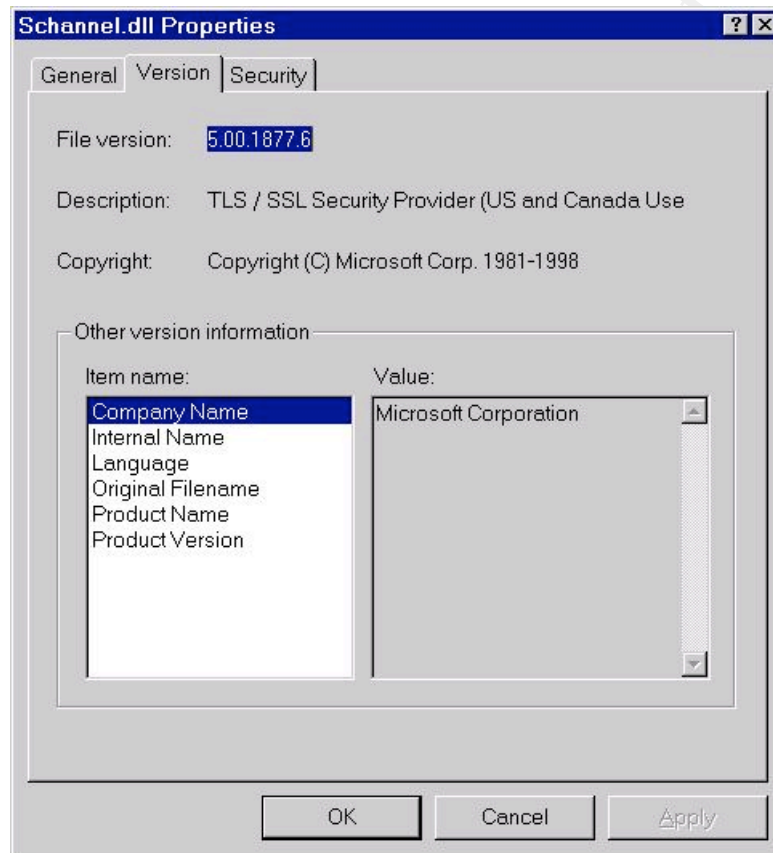 Schannel.dll Properties
General Version Security
File version: 5.00.1877.6
Description: TLS / SSL Security Provider (US and Canada Use
Copyright: Copyright (C) Microsoft Corp. 1981-1998
Other version information
Item name: Value:
Company Name Microsoft Corporation
Internal Name
Language
Original Filename
Product Name
Product Version
OK Cancel Apply